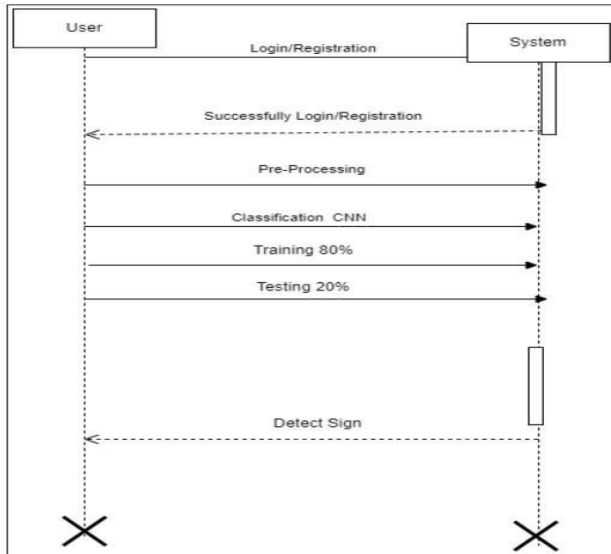 User
System
Login/Registration
Successfully Login/Registration
Pre-Processing
Classification CNN
Training 80%
Testing 20%
Detect Sign